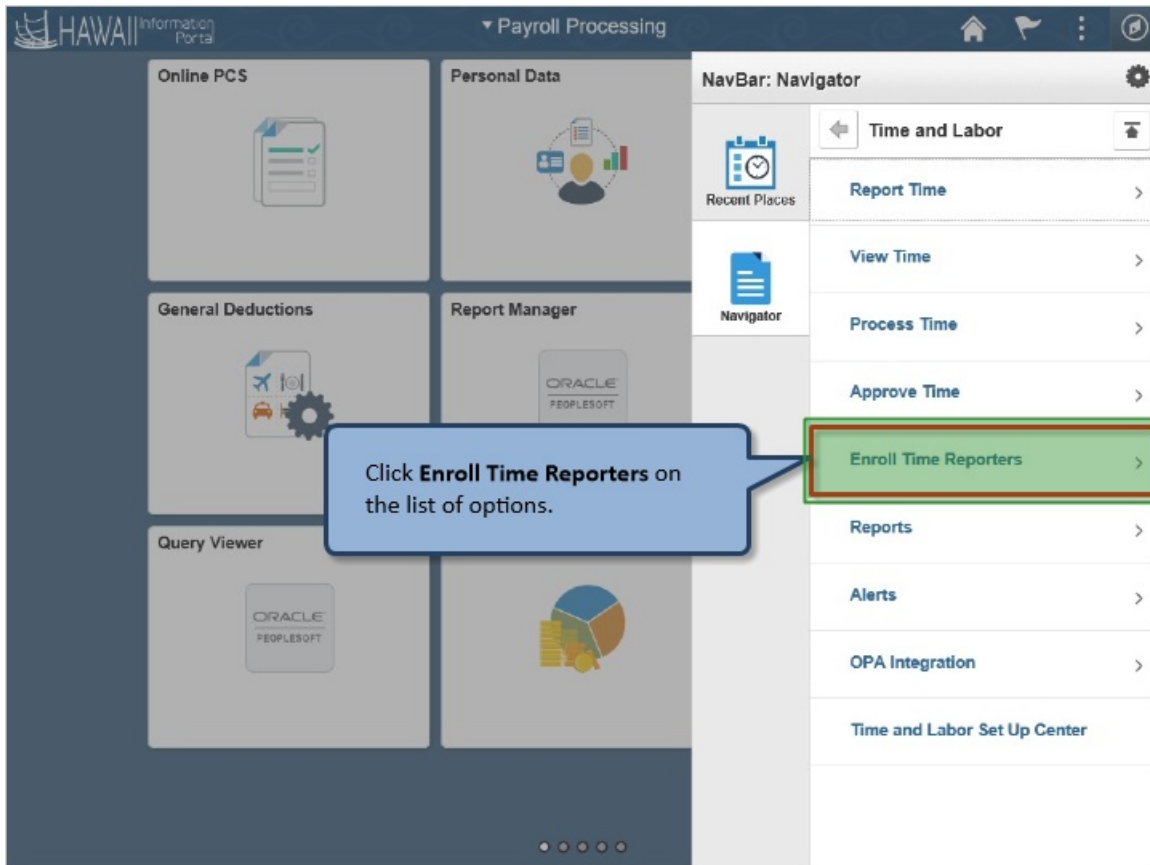 HAWAII Information
Portal
Payroll Processing
Online PCS
Personal Data
General Deductions
Report Manager
ORACLE
PEOPLESOFT
Query Viewer
ORACLE
PEOPLESOFT
Click Enroll Time Reporters on
the list of options.
NavBar: Navigator
Recent Places
Navigator
Time and Labor
Report Time
View Time
Process Time
Approve Time
Enroll Time Reporters
Reports
Alerts
OPA Integration
Time and Labor Set Up Center